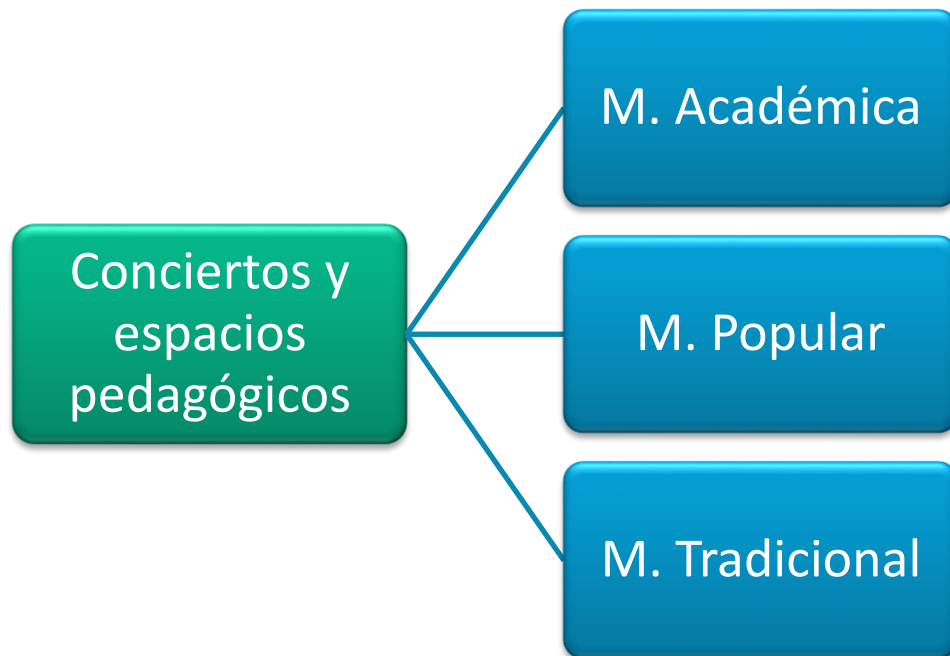 Conciertos y
espacios
pedagógicos
M. Académica
M. Popular
M. Tradicional